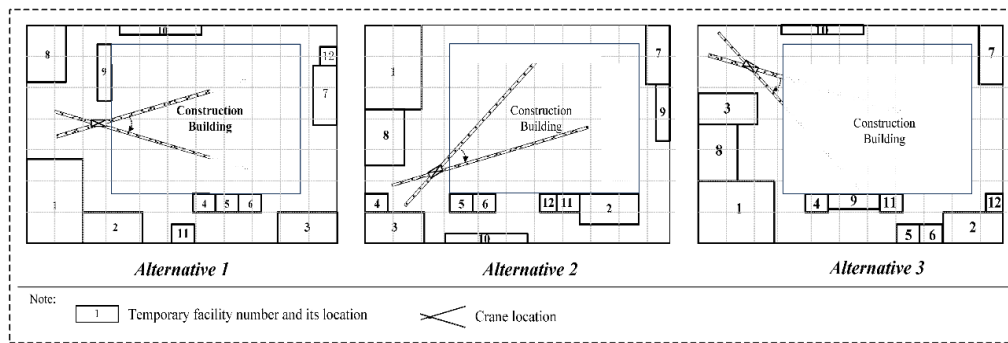 10
8
9
12
7
Construction
Building
1
4 5 6
2
11
3
Alternative 1
1
7
9
Construction
Building
8
4
5 6
12 11
2
3
10
Alternative 2
10
7
3
Construction
Building
8
1
4 9 11
12
5 6
2
Alternative 3
Note:
1 Temporary facility number and its location
Crane location